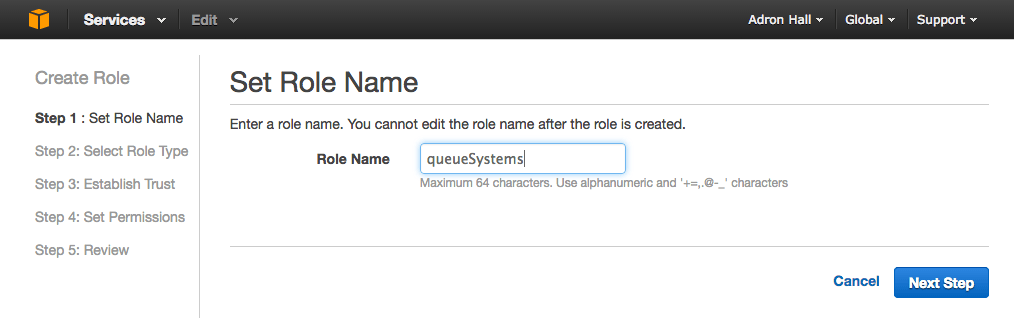 Services Edit Adron Hall Global Support
Create Role
Step 1 : Set Role Name
Step 2: Select Role Type
Step 3: Establish Trust
Step 4: Set Permissions
Step 5: Review
Set Role Name
Enter a role name. You cannot edit the role name after the role is created.
Role Name queueSystems
Maximum 64 characters. Use alphanumeric and '+=,.@-_' characters
Cancel Next Step